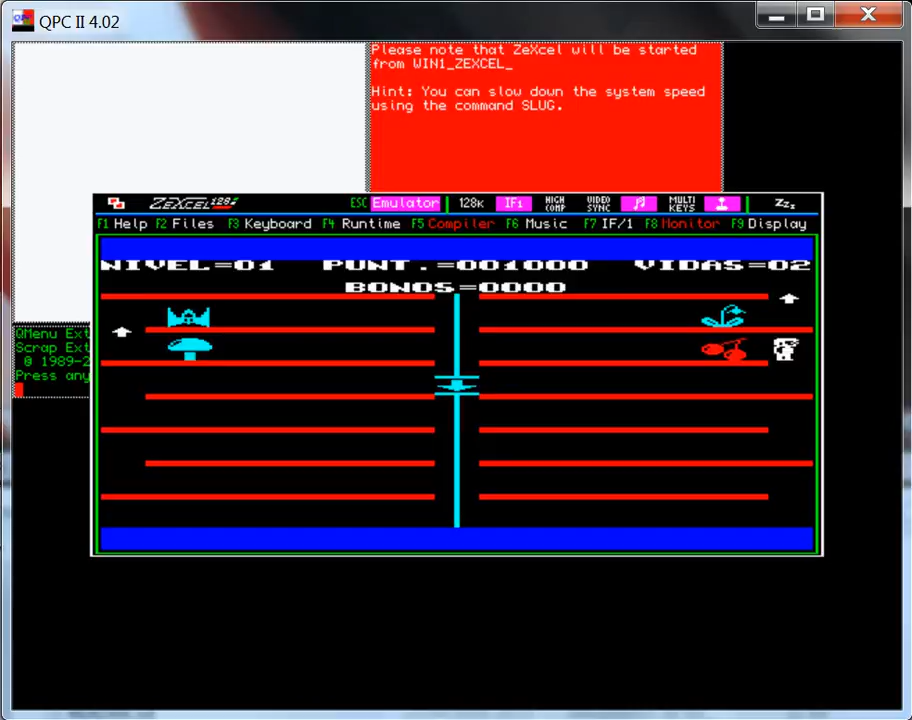 QPC II 4.02
Please note that ZeXcel will be started
from WIN1_ZEXCEL_
Hint: You can slow down the system speed
using the command SLUG.
ZEXCEL128 ESC Emulator 128K IF1 HIGH COMP VIDEO SYNC MULTI KEYS Zzz
F1 Help F2 Files F3 Keyboard F4 Runtime F5 Compiler F6 Music F7 IF/1 F8 Monitor F9 Display
NIVEL=01 PUNT.=001000 VIDAS=02
BONOS=0000
QMenu Ext
Scrap Ext
@ 1989-2
Press any